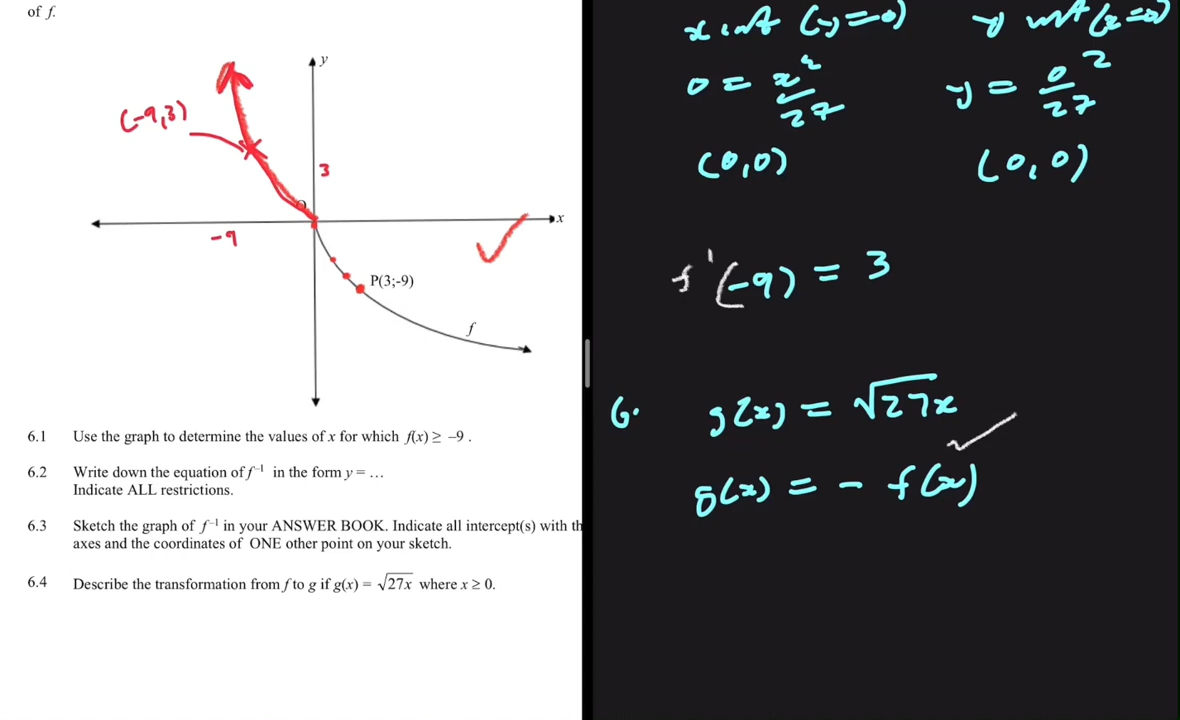 of f.
y
(-9,3)
3
x
-9
P(3;-9)
f
6.1 Use the graph to determine the values of x for which f(x) ≥ −9 .
6.2 Write down the equation of f⁻¹ in the form y = …
Indicate ALL restrictions.
6.3 Sketch the graph of f⁻¹ in your ANSWER BOOK. Indicate all intercept(s) with th
axes and the coordinates of ONE other point on your sketch.
6.4 Describe the transformation from f to g if g(x) = √27x where x ≥ 0.
x int (y=0) y int (x=0)
0 = x²/27 y = 0²/27
(0,0) (0,0)
f'(-9) = 3
6. g(x) = √27x
g(x) = - f(x)